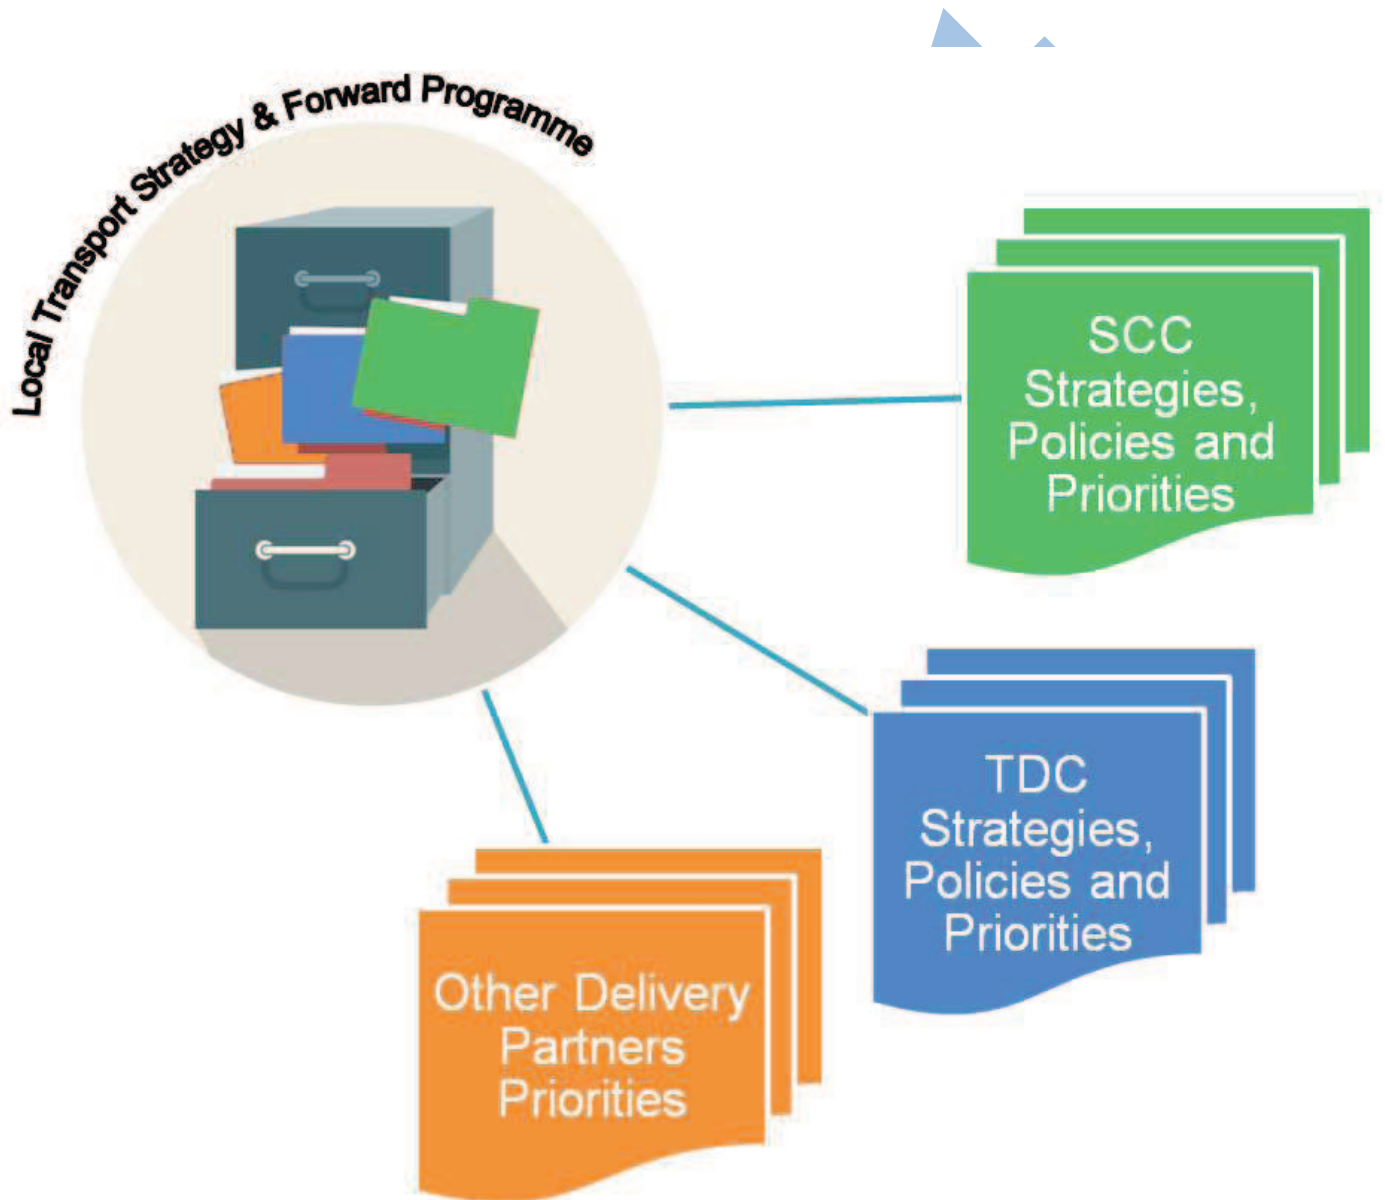 Local Transport Strategy & Forward Programme
SCC
Strategies,
Policies and
Priorities
TDC
Strategies,
Policies and
Priorities
Other Delivery
Partners
Priorities